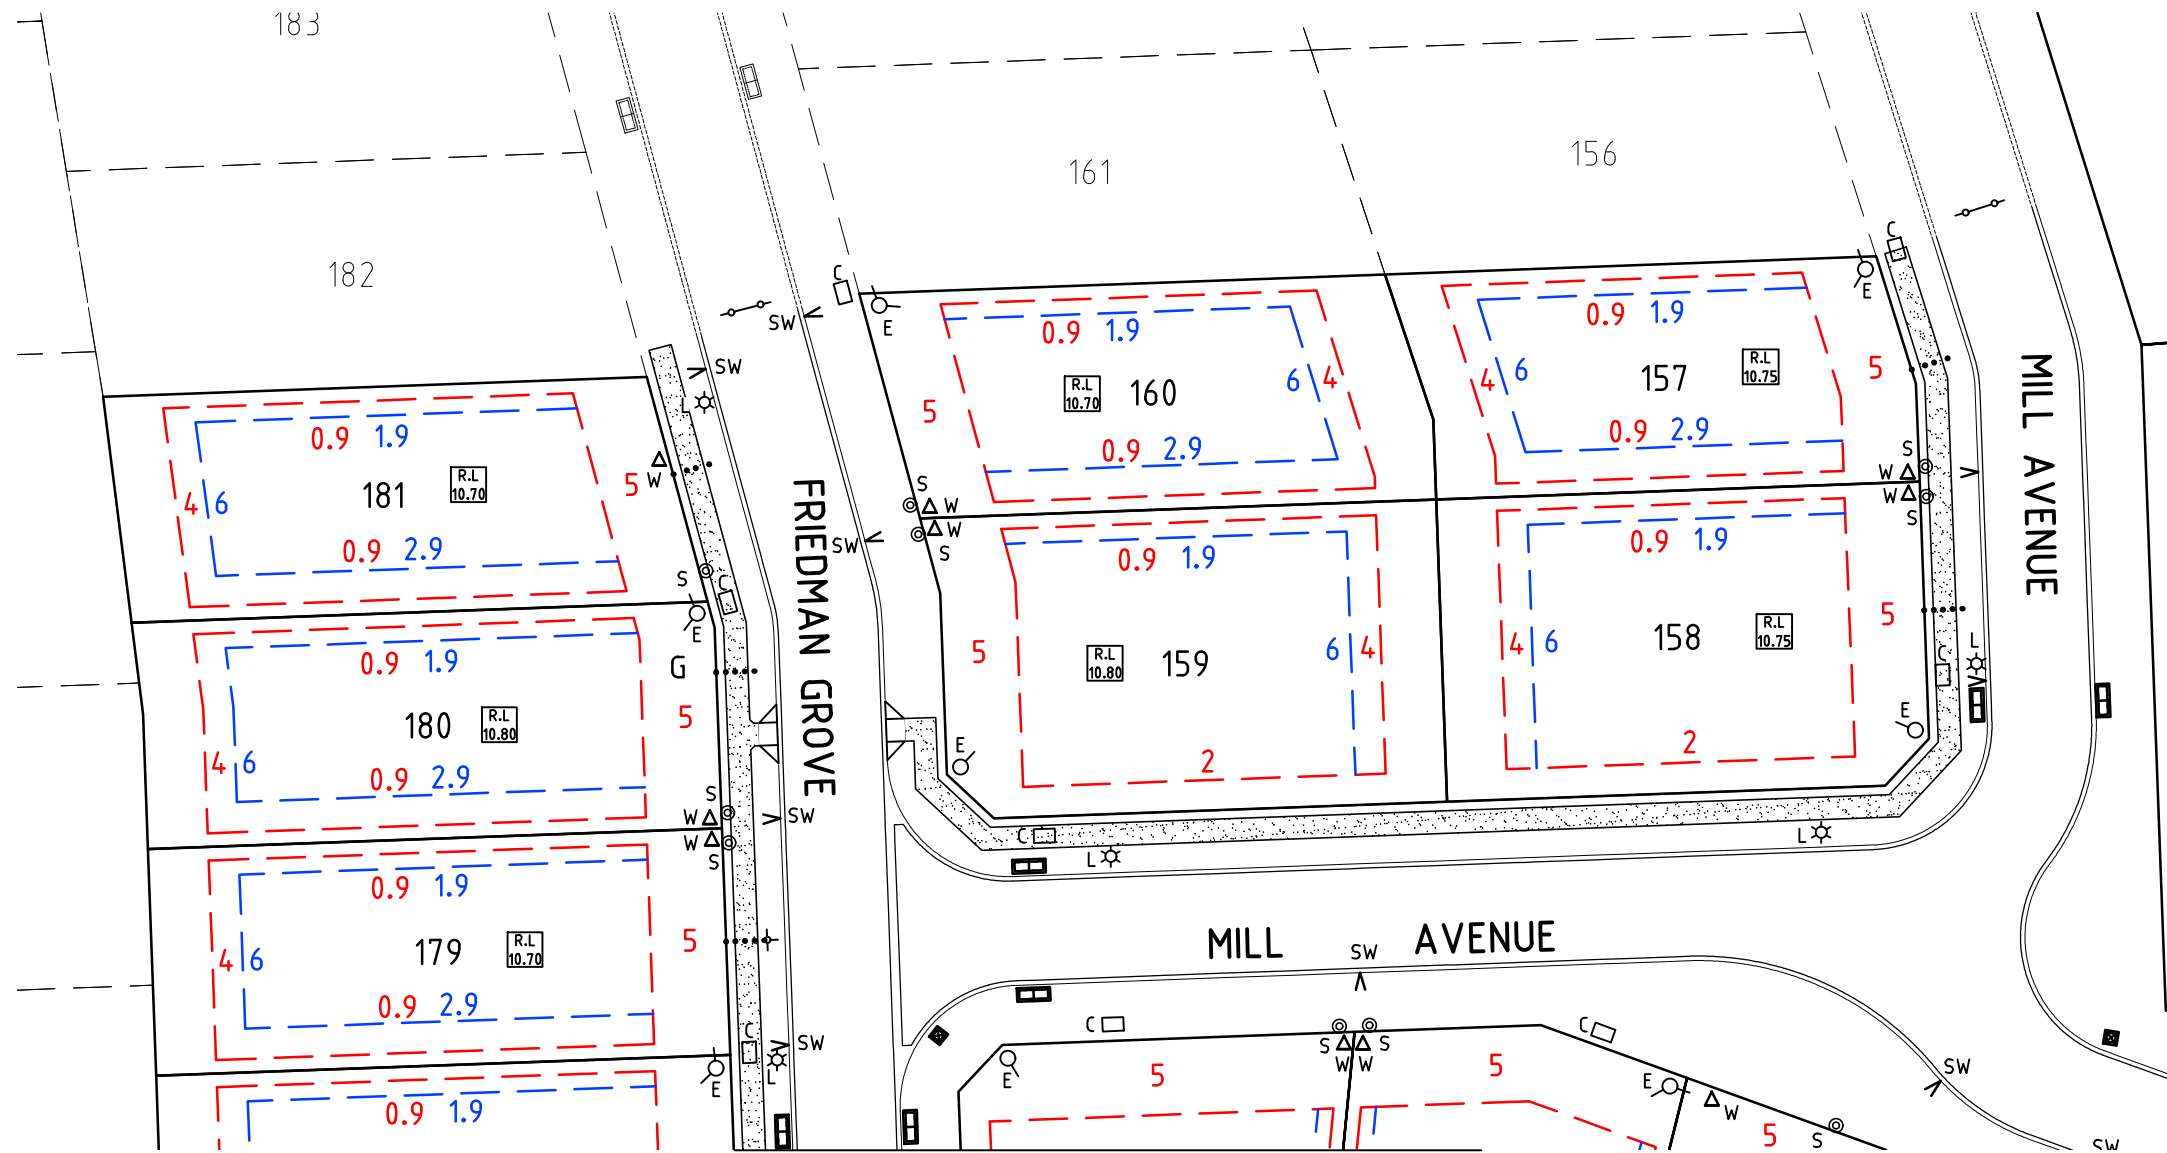 183
161
156
182
C
E
C
E
SW
SW
L
0.9 1.9
5
6 4
R.L
10.70
160
0.9 2.9
0.9 1.9
4 6
157
R.L
10.75
5
0.9 2.9
0.9 1.9
4 6
181
R.L
10.70
5
W
0.9 2.9
S
C
E
G
FRIEDMAN GROVE
MILL AVENUE
S
W
W
S
SW
S
W
W
S
0.9 1.9
5
6 4
R.L
10.80
159
2
E
0.9 1.9
4 6
158
R.L
10.75
5
2
L
C
E
0.9 1.9
4 6
180
R.L
10.80
5
0.9 2.9
S
W
W
S
SW
C
L
L
0.9 1.9
4 6
179
R.L
10.70
5
0.9 2.9
MILL AVENUE
SW
C
SW
L
E
0.9 1.9
C
E
5
S
S
W
W
5
C
E
W
5
S
SW
SW